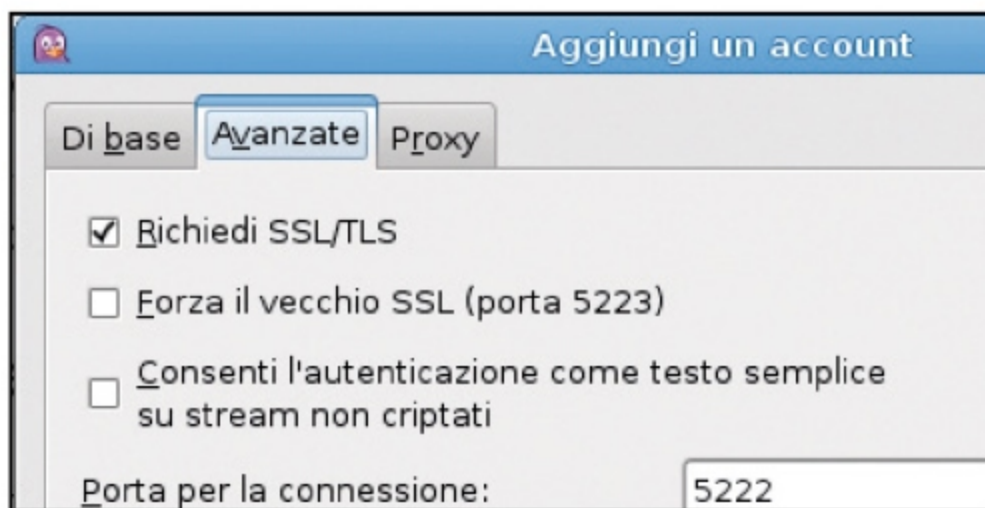 Aggiungi un account
Di base Avanzate Proxy
Richiedi SSL/TLS
Forza il vecchio SSL (porta 5223)
Consenti l'autenticazione come testo semplice
su stream non criptati
Porta per la connessione: 5222